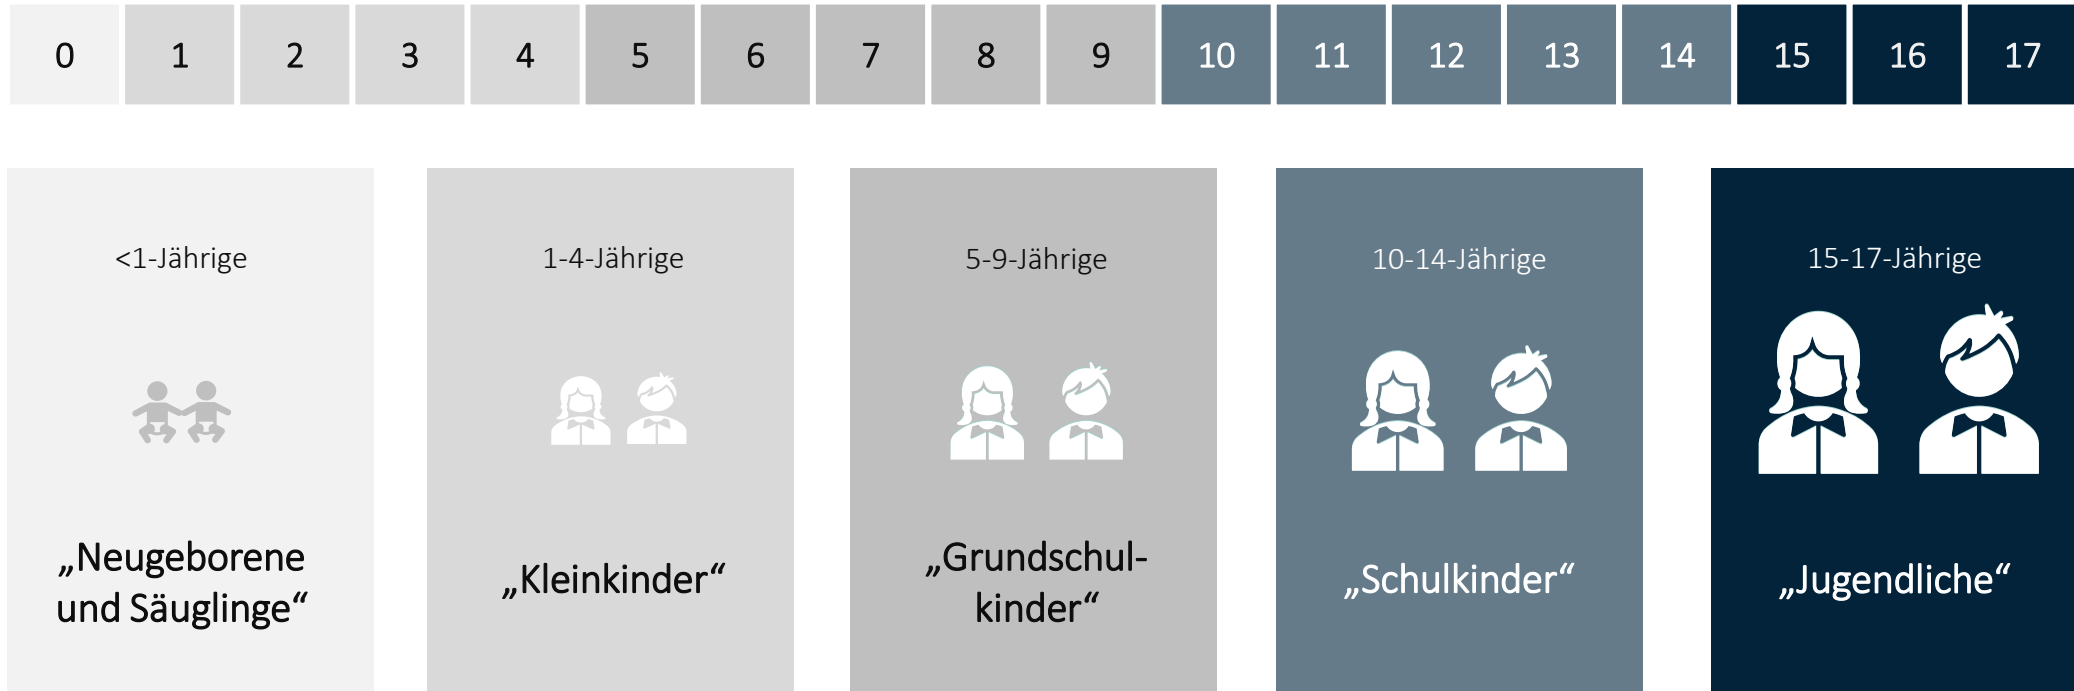 0 1 2 3 4 5 6 7 8 9 10 11 12 13 14 15 16 17
<1-Jährige
„Neugeborene
und Säuglinge“
1-4-Jährige
„Kleinkinder“
5-9-Jährige
„Grundschul-
kinder“
10-14-Jährige
„Schulkinder“
15-17-Jährige
„Jugendliche“